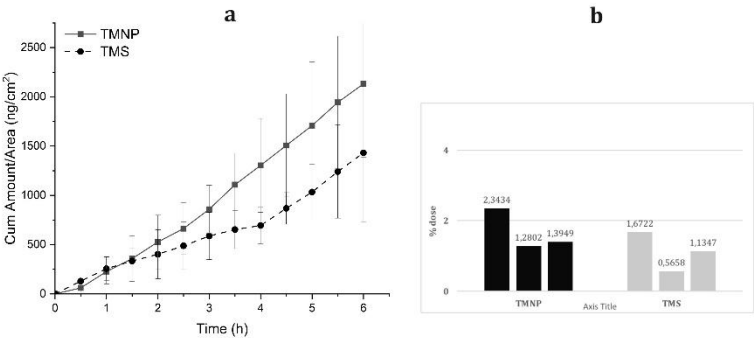 a
TMNP
TMS
Cum Amount/Area (ng/cm²)
2500
2000
1500
1000
500
0
0 1 2 3 4 5 6
Time (h)
b
% dose
4
2
0
2,3434
1,2802
1,3949
1,6722
0,5658
1,1347
TMNP
TMS
Axis Title